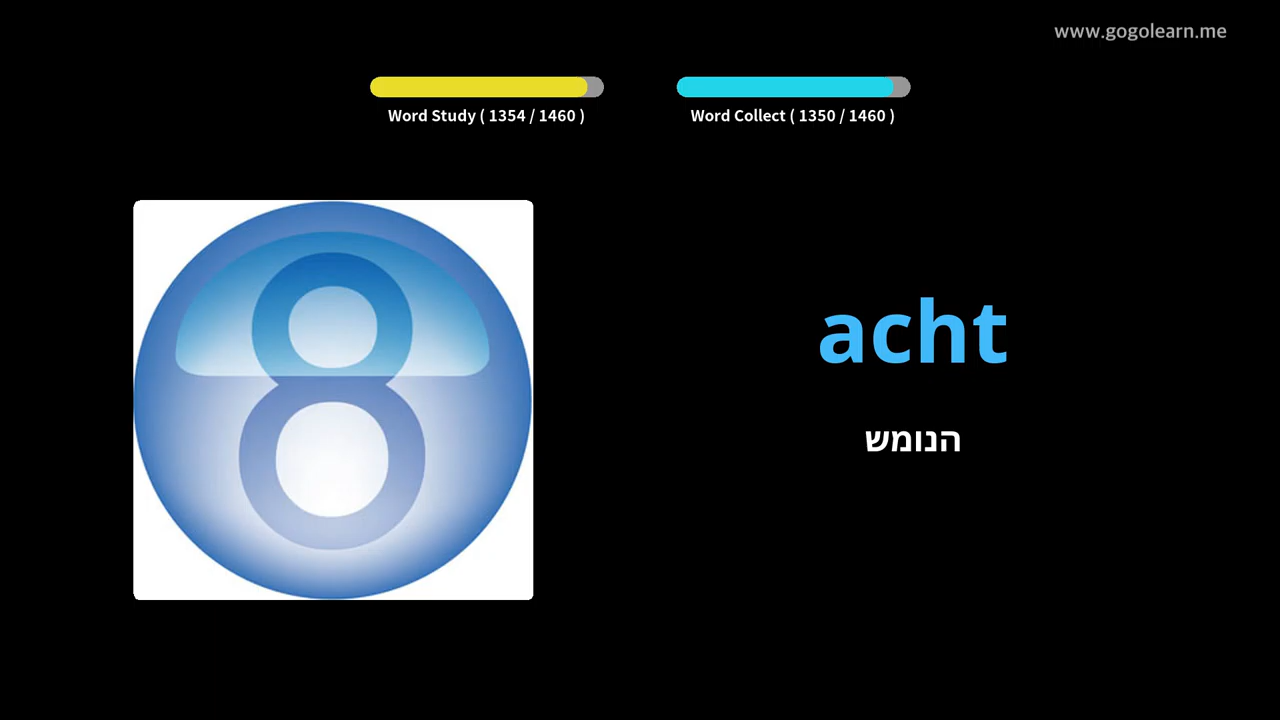 www.gogolearn.me
Word Study ( 1354 / 1460 )
Word Collect ( 1350 / 1460 )
8
acht
הנומש